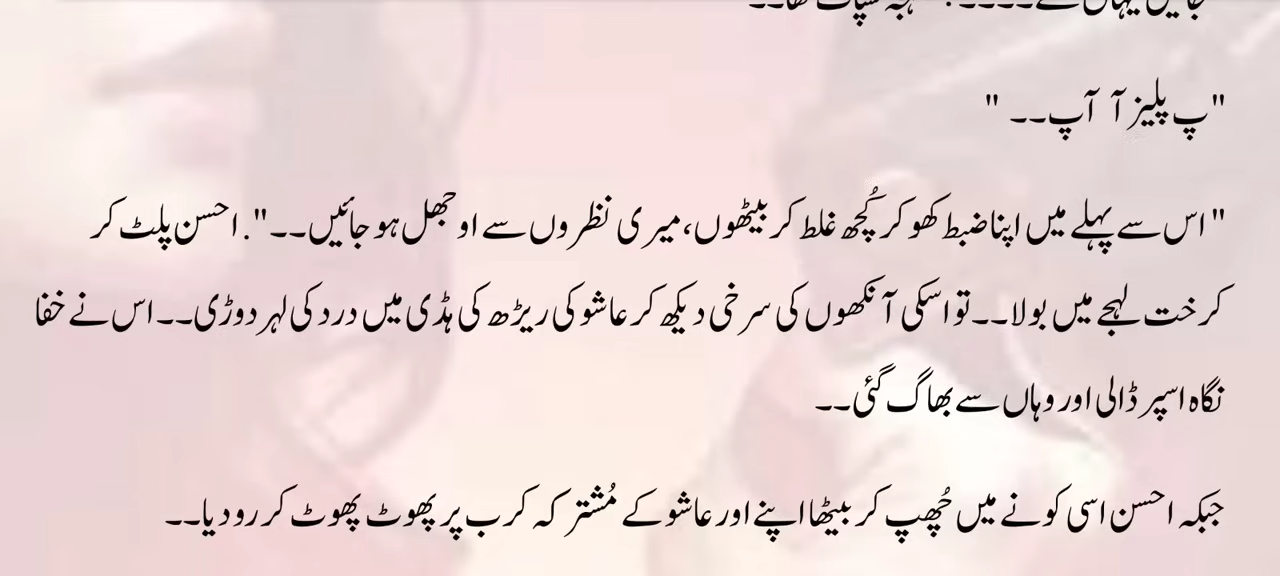 "پ پلیز آ آپ۔۔ "
" اس سے پہلے میں اپنا ضبط کھو کر کُچھ غلط کر بیٹھوں، میری نظروں سے اوجھل ہو جائیں۔۔". احسن پلٹ کر
کرخت لہجے میں بولا۔۔ تو اسکی آنکھوں کی سرخی دیکھ کر عاشو کی ریڑھ کی ہڈی میں درد کی لہر دوڑی۔۔ اس نے خفا
نگاہ اسپر ڈالی اور وہاں سے بھاگ گئی۔۔
جبکہ احسن اسی کونے میں چُھپ کر بیٹھا اپنے اور عاشو کے مُشترکہ کرب پر پھوٹ پھوٹ کر رو دیا۔۔